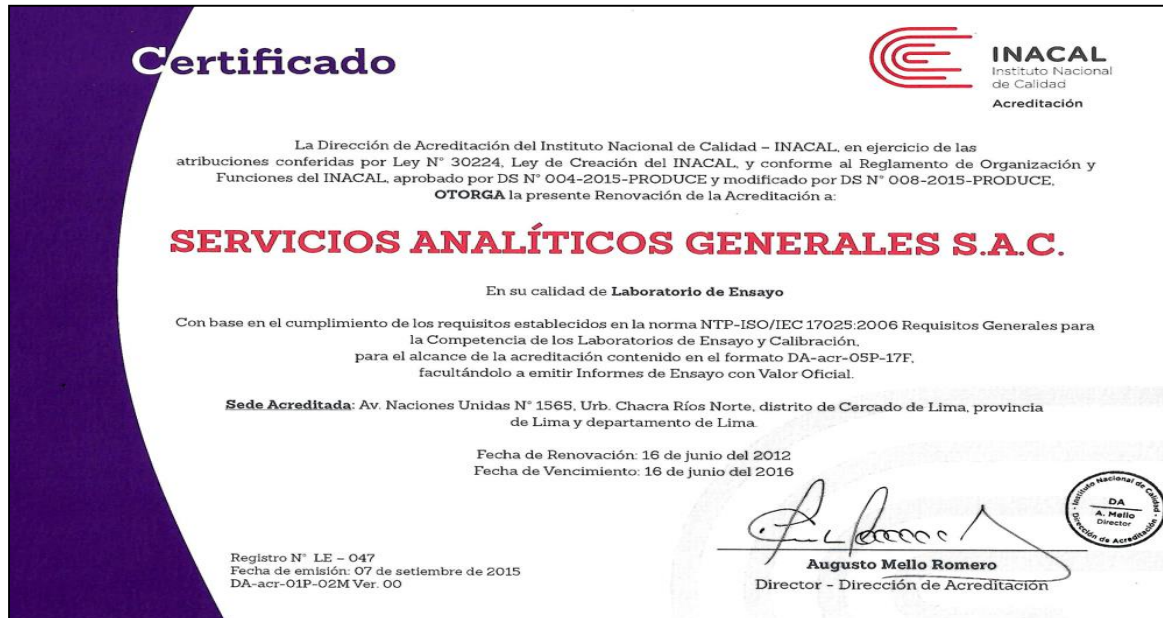 Certificado
INACAL
Instituto Nacional
de Calidad
Acreditación
La Dirección de Acreditación del Instituto Nacional de Calidad – INACAL, en ejercicio de las
atribuciones conferidas por Ley N° 30224, Ley de Creación del INACAL, y conforme al Reglamento de Organización y
Funciones del INACAL, aprobado por DS N° 004-2015-PRODUCE y modificado por DS N° 008-2015-PRODUCE,
OTORGA la presente Renovación de la Acreditación a:
SERVICIOS ANALÍTICOS GENERALES S.A.C.
En su calidad de Laboratorio de Ensayo
Con base en el cumplimiento de los requisitos establecidos en la norma NTP-ISO/IEC 17025:2006 Requisitos Generales para
la Competencia de los Laboratorios de Ensayo y Calibración,
para el alcance de la acreditación contenido en el formato DA-acr-05P-17F,
facultándolo a emitir Informes de Ensayo con Valor Oficial.
Sede Acreditada: Av. Naciones Unidas N° 1565, Urb. Chacra Ríos Norte, distrito de Cercado de Lima, provincia
de Lima y departamento de Lima.
Fecha de Renovación: 16 de junio del 2012
Fecha de Vencimiento: 16 de junio del 2016
Instituto Nacional de Calidad
DA
A. Mello
Director
Dirección de Acreditación
Augusto Mello Romero
Director – Dirección de Acreditación
Registro N° LE – 047
Fecha de emisión: 07 de setiembre de 2015
DA-acr-01P-02M Ver. 00